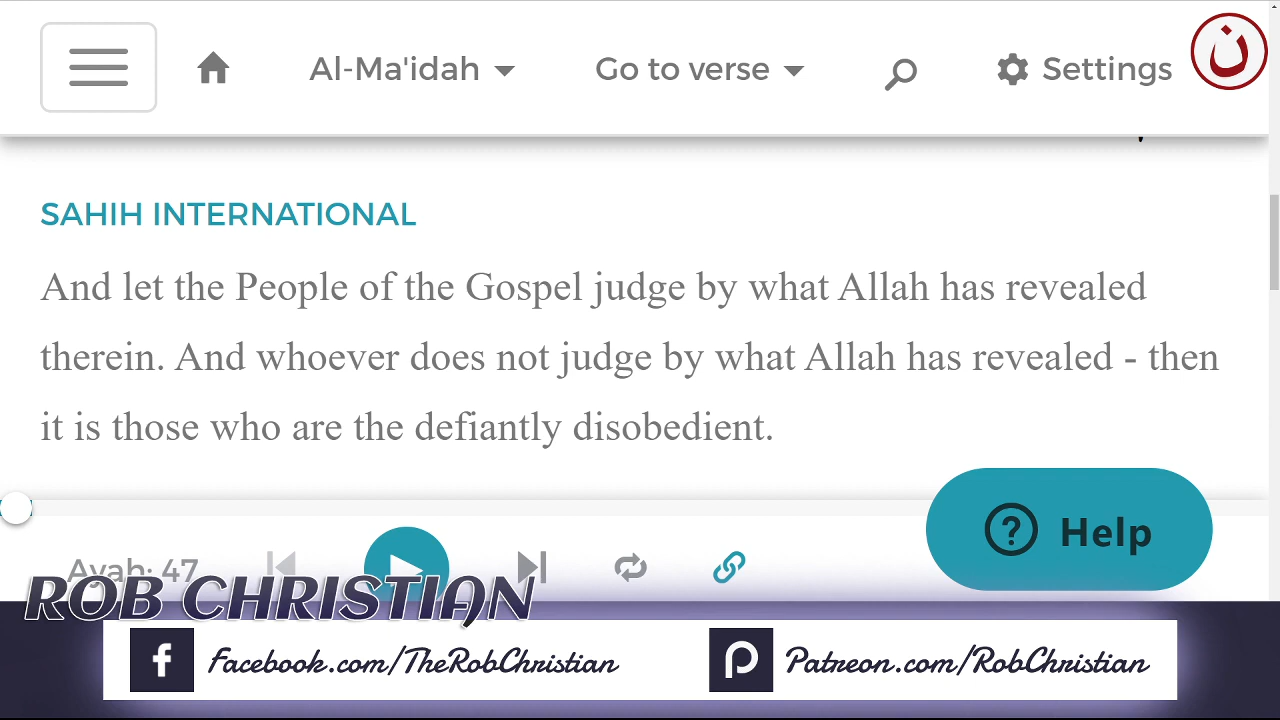 Al-Ma'idah Go to verse Settings ن
SAHIH INTERNATIONAL
And let the People of the Gospel judge by what Allah has revealed
therein. And whoever does not judge by what Allah has revealed - then
it is those who are the defiantly disobedient.
Help
Ayah: 47
ROB CHRISTIAN
Facebook.com/TheRobChristian Patreon.com/RobChristian